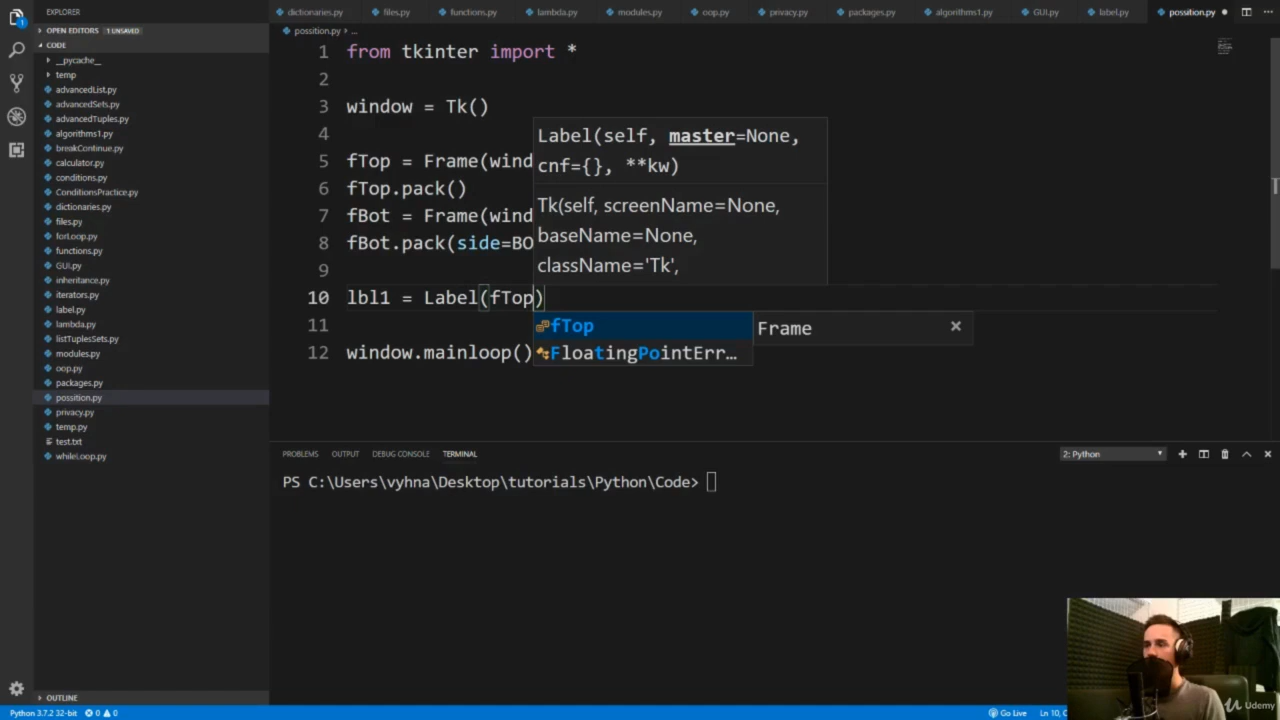 EXPLORER
OPEN EDITORS 1 UNSAVED
CODE
__pycache__
temp
advancedList.py
advancedSets.py
advancedTuples.py
algorithms1.py
breakContinue.py
calculator.py
conditions.py
ConditionsPractice.py
dictionaries.py
files.py
forLoop.py
functions.py
GUI.py
inheritance.py
iterators.py
label.py
lambda.py
listTuplesSets.py
modules.py
oop.py
packages.py
possition.py
privacy.py
temp.py
test.txt
whileLoop.py
OUTLINE
dictionaries.py files.py functions.py lambda.py modules.py oop.py privacy.py packages.py algorithms1.py GUI.py label.py possition.py
possition.py > ...
1 from tkinter import *
2
3 window = Tk()
4
5 fTop = Frame(wind
6 fTop.pack()
7 fBot = Frame(wind
8 fBot.pack(side=BO
9
10 lbl1 = Label(fTop)
11
12 window.mainloop()
Label(self, master=None,
cnf={}, **kw)
Tk(self, screenName=None,
baseName=None,
className='Tk',
fTop Frame
FloatingPointErr...
PROBLEMS OUTPUT DEBUG CONSOLE TERMINAL 2: Python
PS C:\Users\vyhna\Desktop\tutorials\Python\Code>
Udemy
Python 3.7.2 32-bit 0 0 Go Live Ln 10, C